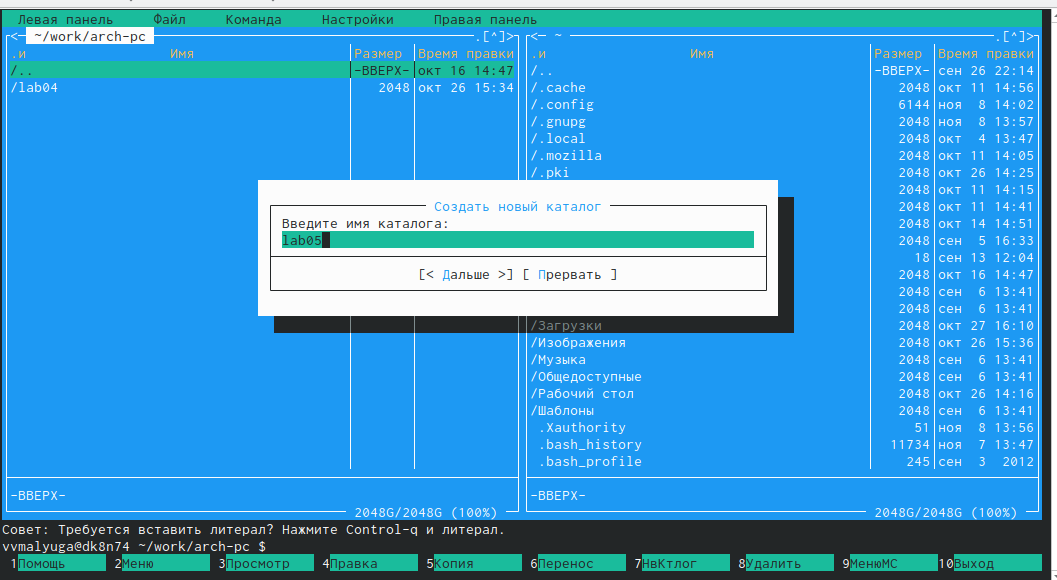 Левая панель Файл Команда Настройки Правая панель
<— ~/work/arch-pc .[^]>
.и Имя Размер Время правки
/.. -ВВЕРХ- окт 16 14:47
/lab04 2048 окт 26 15:34
-ВВЕРХ-
2048G/2048G (100%)
<— ~ .[^]>
.и Имя Размер Время правки
/.. -ВВЕРХ- сен 26 22:14
/.cache 2048 окт 11 14:56
/.config 6144 ноя 8 14:02
/.gnupg 2048 ноя 8 13:57
/.local 2048 окт 4 13:47
/.mozilla 2048 окт 11 14:05
/.pki 2048 окт 26 14:25
2048 окт 11 14:15
2048 окт 11 14:41
2048 окт 14 14:51
2048 сен 5 16:33
18 сен 13 12:04
2048 окт 16 14:47
2048 сен 6 13:41
2048 сен 6 13:41
/Загрузки 2048 окт 27 16:10
/Изображения 2048 окт 26 15:36
/Музыка 2048 сен 6 13:41
/Общедоступные 2048 сен 6 13:41
/Рабочий стол 2048 окт 26 14:16
/Шаблоны 2048 сен 6 13:41
.Xauthority 51 ноя 8 13:56
.bash_history 11734 ноя 7 13:47
.bash_profile 245 сен 3 2012
-ВВЕРХ-
2048G/2048G (100%)
Создать новый каталог
Введите имя каталога:
lab05
[< Дальше >] [ Прервать ]
Совет: Требуется вставить литерал? Нажмите Control-q и литерал.
vvmalyuga@dk8n74 ~/work/arch-pc $
1Помощь 2Меню 3Просмотр 4Правка 5Копия 6Перенос 7НвКтлог 8Удалить 9МенюMC 10Выход